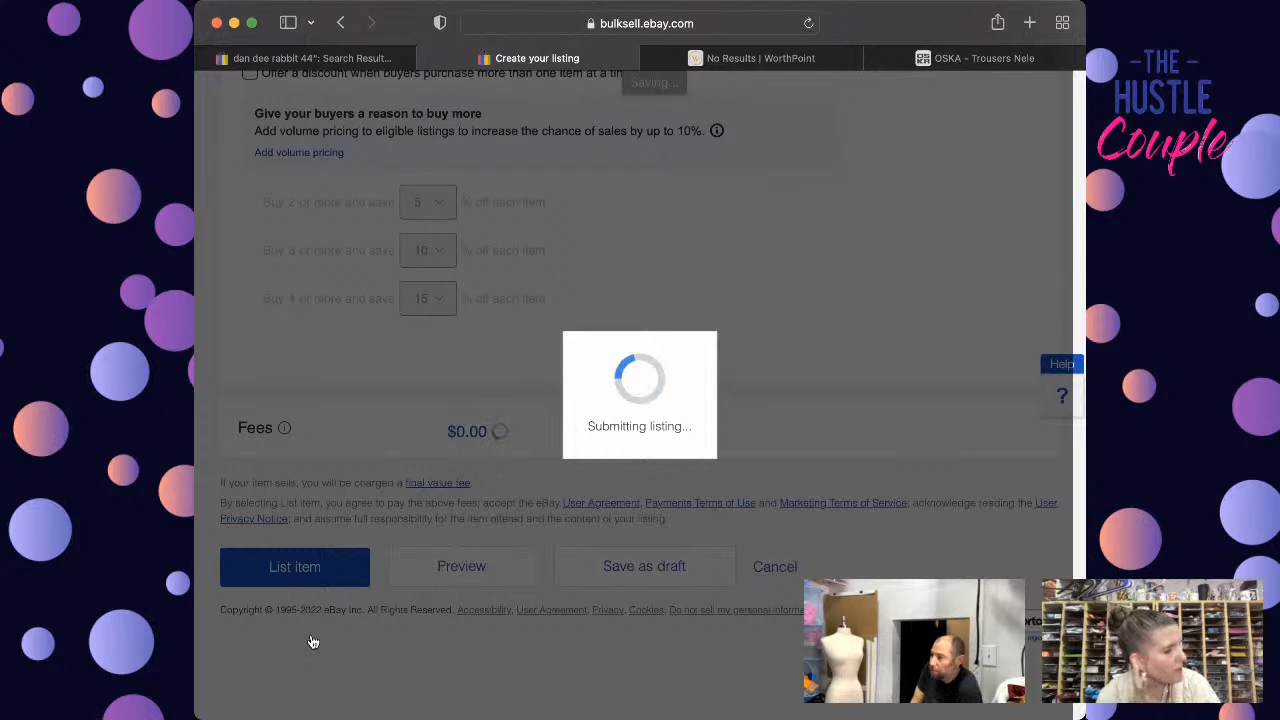 bulksell.ebay.com
dan dee rabbit 44": Search Result...
Create your listing
No Results | WorthPoint
OSKA - Trousers Nele
-THE-
HUSTLE
Couple
Offer a discount when buyers purchase more than one item at a tim
Saving...
Give your buyers a reason to buy more
Add volume pricing to eligible listings to increase the chance of sales by up to 10%.
Add volume pricing
Buy 2 or more and save 5 % off each item
Buy 3 or more and save 10 % off each item
Buy 4 or more and save 15 % off each item
Help
?
Submitting listing...
Fees $0.00
If your item sells, you will be charged a final value fee.
By selecting List item, you agree to pay the above fees; accept the eBay User Agreement, Payments Terms of Use and Marketing Terms of Service; acknowledge reading the User
Privacy Notice; and assume full responsibility for the item offered and the content of your listing.
List item
Preview
Save as draft
Cancel
Copyright © 1995-2022 eBay Inc. All Rights Reserved. Accessibility, User Agreement, Privacy, Cookies, Do not sell my personal informa